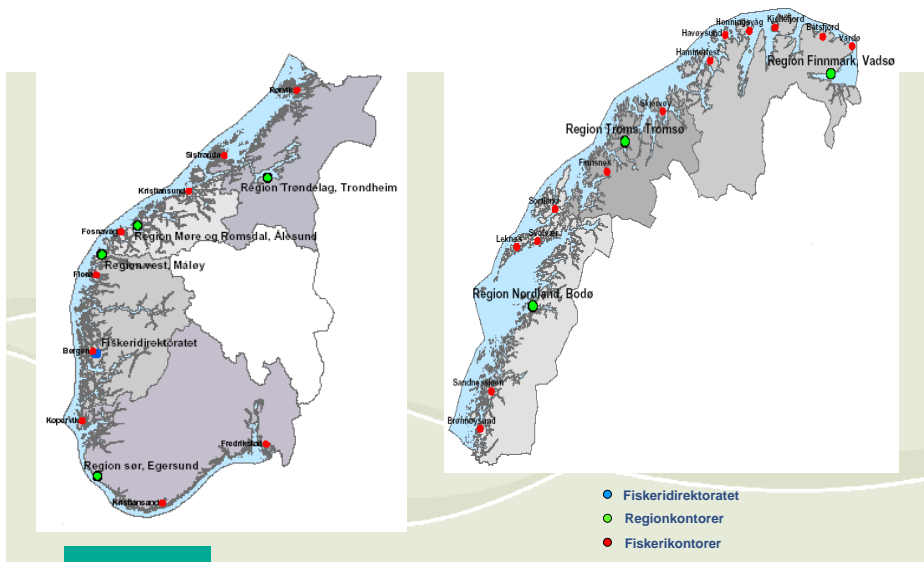 Rørvik
Sistranda
Region Trøndelag, Trondheim
Kristiansund
Fosnavåg
Region Møre og Romsdal, Ålesund
Region vest, Måløy
Florø
Fiskeridirektoratet
Bergen
Kopervik
Fredrikstad
Region sør, Egersund
Kristiansand
Honningsvåg
Kjøllefjord
Havøysund
Båtsfjord
Vardø
Hammerfest
Region Finnmark, Vadsø
Skjervøy
Region Troms, Tromsø
Finnsnes
Sortland
Svolvær
Leknes
Region Nordland, Bodø
Sandnessjøen
Brønnøysund
Fiskeridirektoratet
Regionkontorer
Fiskerikontorer